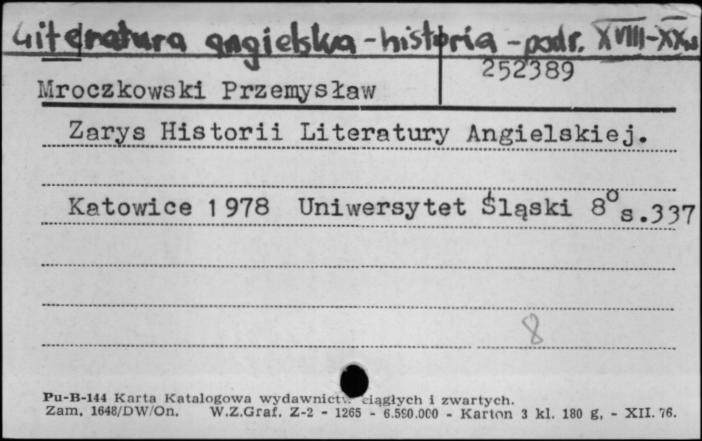 Literatura angielska - historia - podr. XVIII-XXw
252389
Mroczkowski Przemysław
Zarys Historii Literatury Angielskiej.
Katowice 1978 Uniwersytet Śląski 8° s.337
8
Pu-B-144 Karta Katalogowa wydawnictw ciągłych i zwartych.
Zam. 1648/DW/On. W.Z.Graf. Z-2 - 1265 - 6.580.000 - Karton 3 kl. 180 g, - XII. 76.